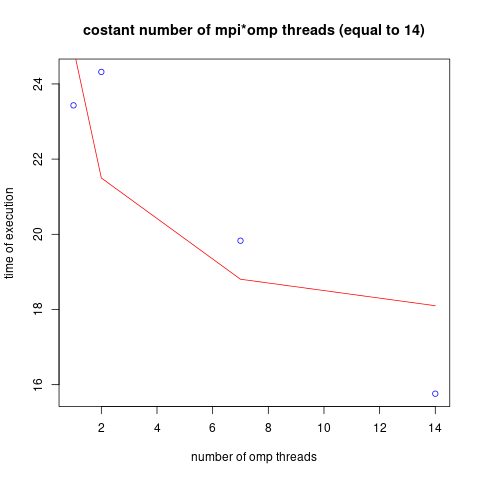 costant number of mpi*omp threads (equal to 14)
24
22
20
18
16
time of execution
2 4 6 8 10 12 14
number of omp threads